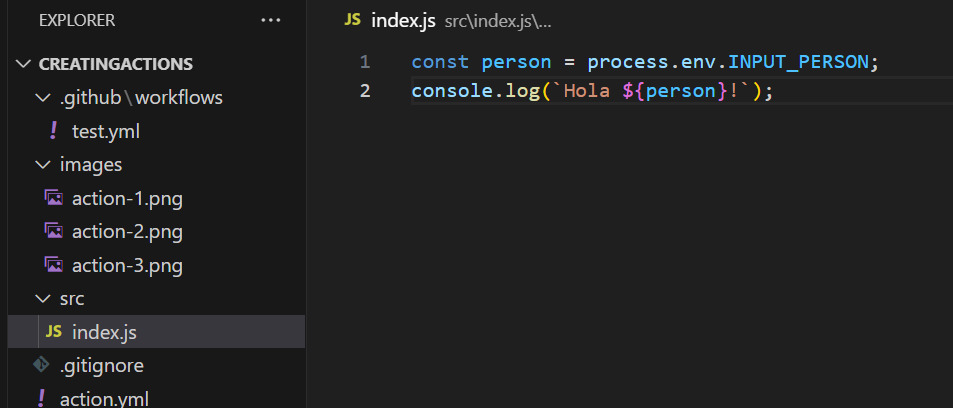 EXPLORER ...
CREATINGACTIONS
.github\workflows
! test.yml
images
action-1.png
action-2.png
action-3.png
src
JS index.js
.gitignore
! action.yml
JS index.js src\index.js\...
1 const person = process.env.INPUT_PERSON;
2 console.log(`Hola ${person}!`);